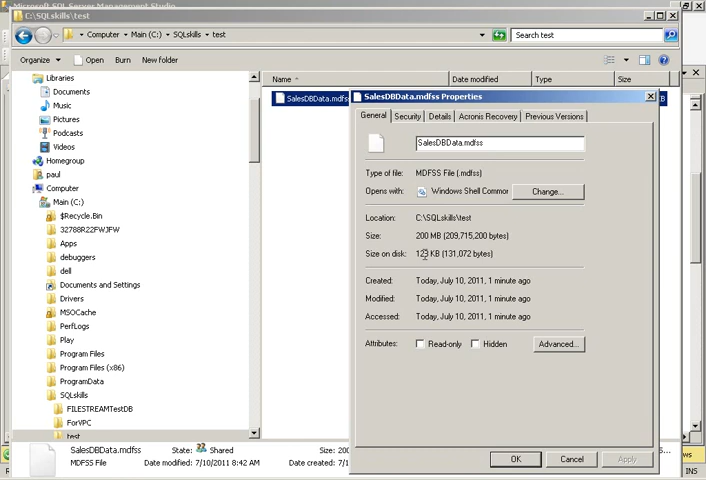 Microsoft SQL Server Management Studio
C:\SQLskills\test
Computer Main (C:) SQLskills test
Search test
Organize Open Burn New folder
Libraries
Documents
Music
Pictures
Podcasts
Videos
Homegroup
paul
Computer
Main (C:)
$Recycle.Bin
32788R22FWJFW
Apps
debuggers
dell
Documents and Settings
Drivers
MSOCache
PerfLogs
Play
Program Files
Program Files (x86)
ProgramData
SQLskills
FILESTREAMTestDB
ForVPC
test
Name Date modified Type Size
SalesDBData.mdfss
SalesDBData.mdfss Properties
General Security Details Acronis Recovery Previous Versions
SalesDBData.mdfss
Type of file: MDFSS File (.mdfss)
Opens with: Windows Shell Commor Change...
Location: C:\SQLskills\test
Size: 200 MB (209,715,200 bytes)
Size on disk: 128 KB (131,072 bytes)
Created: Today, July 10, 2011, 1 minute ago
Modified: Today, July 10, 2011, 1 minute ago
Accessed: Today, July 10, 2011, 1 minute ago
Attributes: Read-only Hidden Advanced...
OK Cancel Apply
SalesDBData.mdfss State: Shared Size: 200
MDFSS File Date modified: 7/10/2011 8:42 AM Date created: 7/1
INS